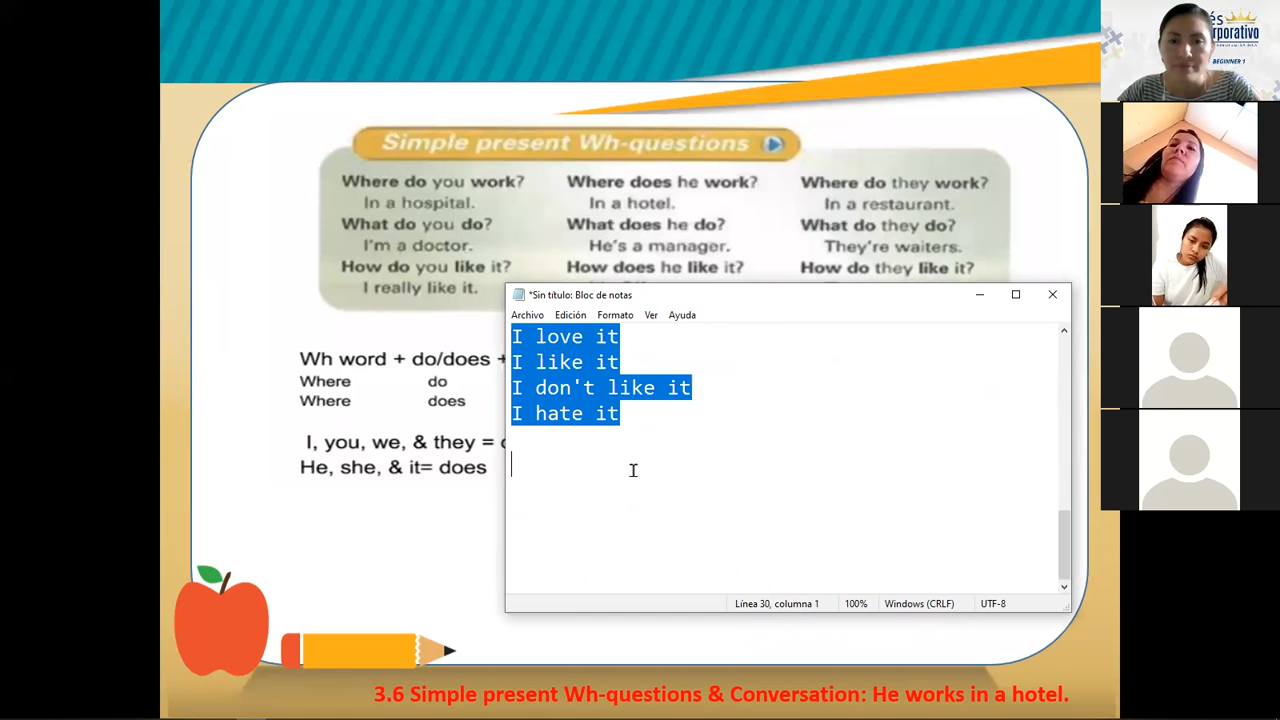 Simple present Wh-questions
Where do you work?
In a hospital.
What do you do?
I'm a doctor.
How do you like it?
I really like it.
Where does he work?
In a hotel.
What does he do?
He's a manager.
How does he like it?
Where do they work?
In a restaurant.
What do they do?
They're waiters.
How do they like it?
Wh word + do/does +
Where do
Where does
I, you, we, & they =
He, she, & it= does
*Sin título: Bloc de notas
Archivo Edición Formato Ver Ayuda
I love it
I like it
I don't like it
I hate it
Línea 30, columna 1 100% Windows (CRLF) UTF-8
3.6 Simple present Wh-questions & Conversation: He works in a hotel.
BEGINNER 1